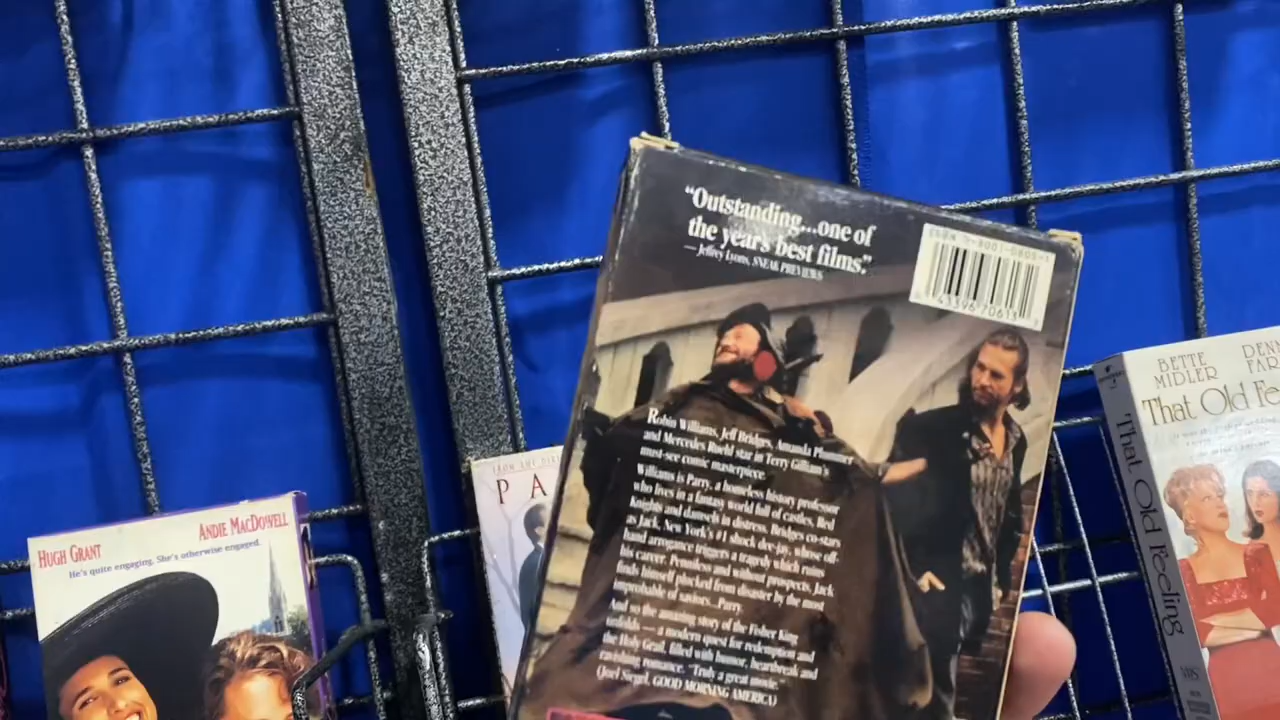 "Outstanding...one of
the year's best films."
— Jeffrey Lyons, SNEAK PREVIEWS
Robin Williams, Jeff Bridges, Amanda Plummer
and Mercedes Ruehl star in Terry Gilliam's
must-see comic masterpiece.
Williams is Parry, a homeless history professor
who lives in a fantasy world full of castles, Red
Knights and damsels in distress. Bridges co-stars
as Jack, New York's #1 shock dee-jay, whose off-
hand arrogance triggers a tragedy which ruins
his career. Penniless and without prospects, Jack
finds himself plucked from disaster by the most
improbable of saviors...Parry.
And so the amazing story of the Fisher King
unfolds — a modern quest for redemption and
the Holy Grail, filled with humor, heartbreak and
ravishing romance. "Truly a great movie."
(Joel Siegel, GOOD MORNING AMERICA)
HUGH GRANT
ANDIE MacDOWELL
He's quite engaging. She's otherwise engaged.
FROM THE
PA
BETTE
MIDLER
DENN
FAR
That Old Fe
That Old Feeling
VHS